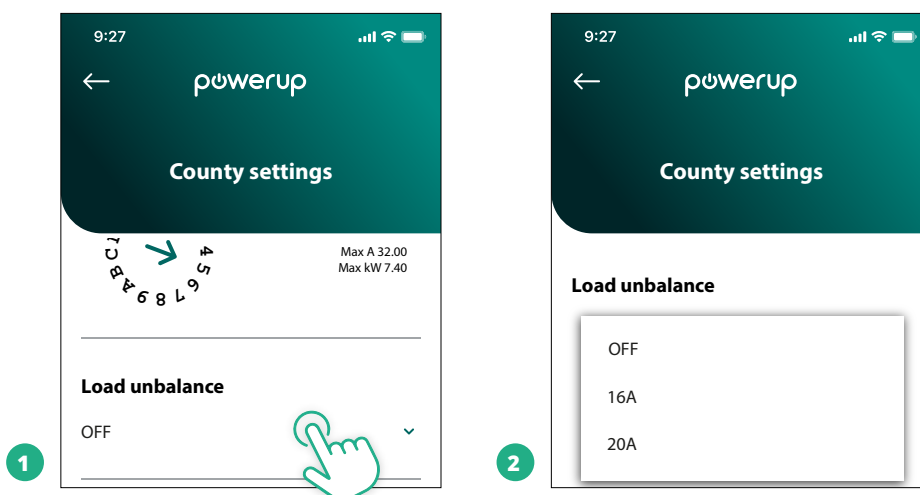 9:27
powerup
County settings
4 5 6 7 8 9 A B C
Max A 32.00
Max kW 7.40
Load unbalance
OFF
1
9:27
powerup
County settings
Load unbalance
OFF
16A
20A
2